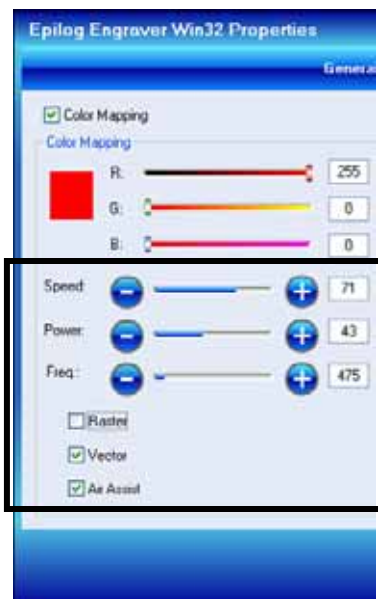 Epilog Engraver Win32 Properties
General
Color Mapping
Color Mapping
R: 255
G: 0
B: 0
Speed: 71
Power: 43
Freq.: 475
Raster
Vector
Air Assist